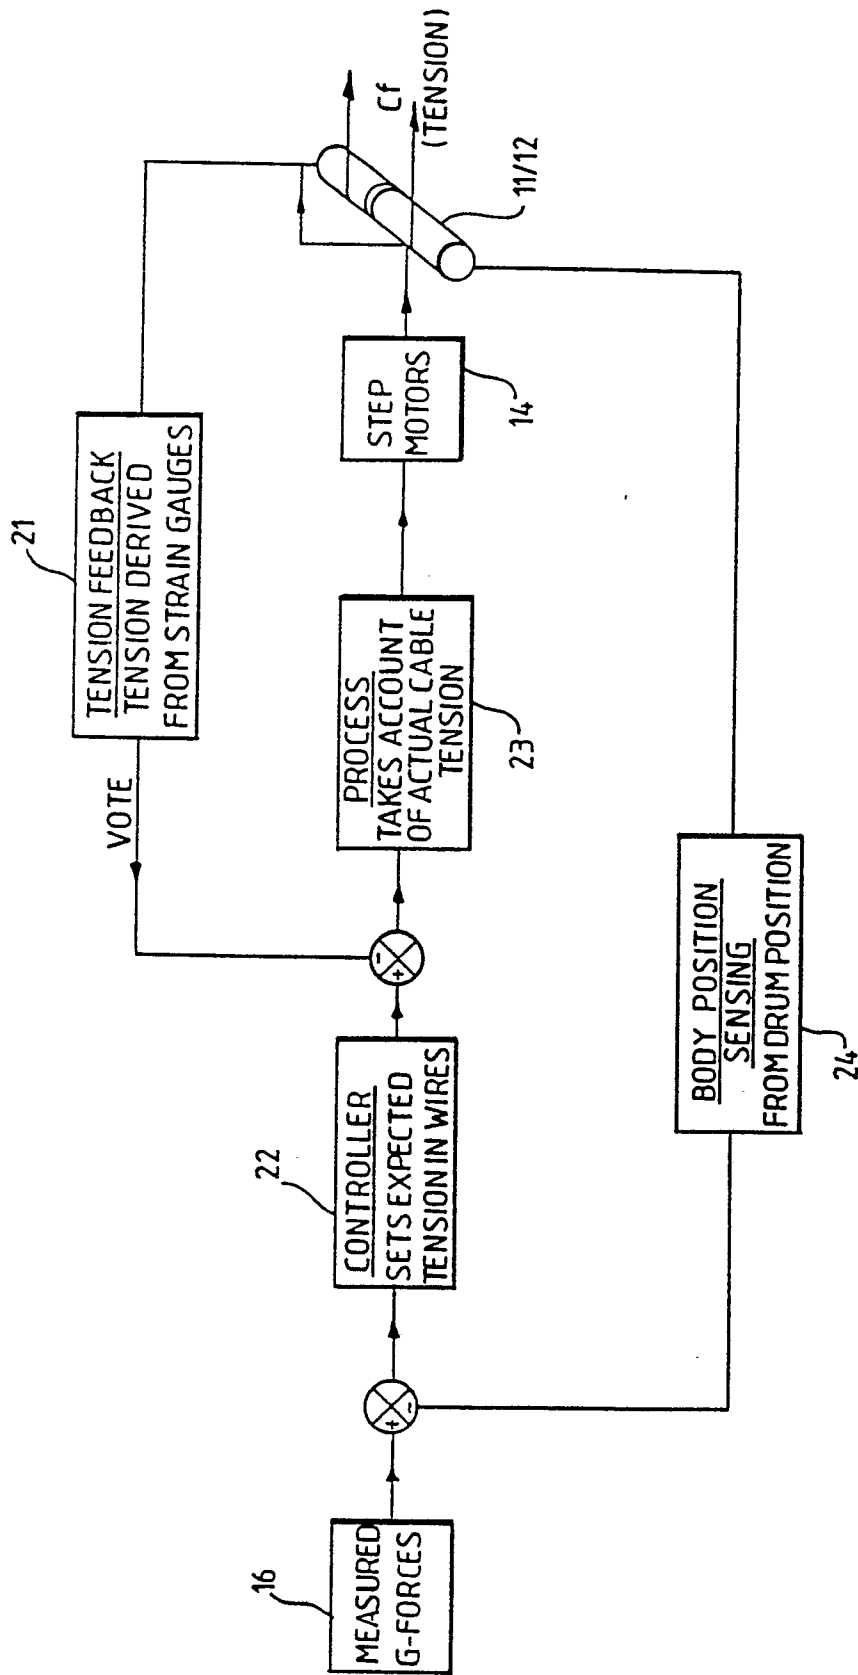 21
TENSION FEEDBACK
TENSION DERIVED
FROM STRAIN GAUGES
VOTE
16
MEASURED
G-FORCES
+
-
22
CONTROLLER
SETS EXPECTED
TENSION IN WIRES
+
-
PROCESS
TAKES ACCOUNT
OF ACTUAL CABLE
TENSION
23
STEP
MOTORS
14
Cf
(TENSION)
11/12
BODY POSITION
SENSING
FROM DRUM POSITION
24